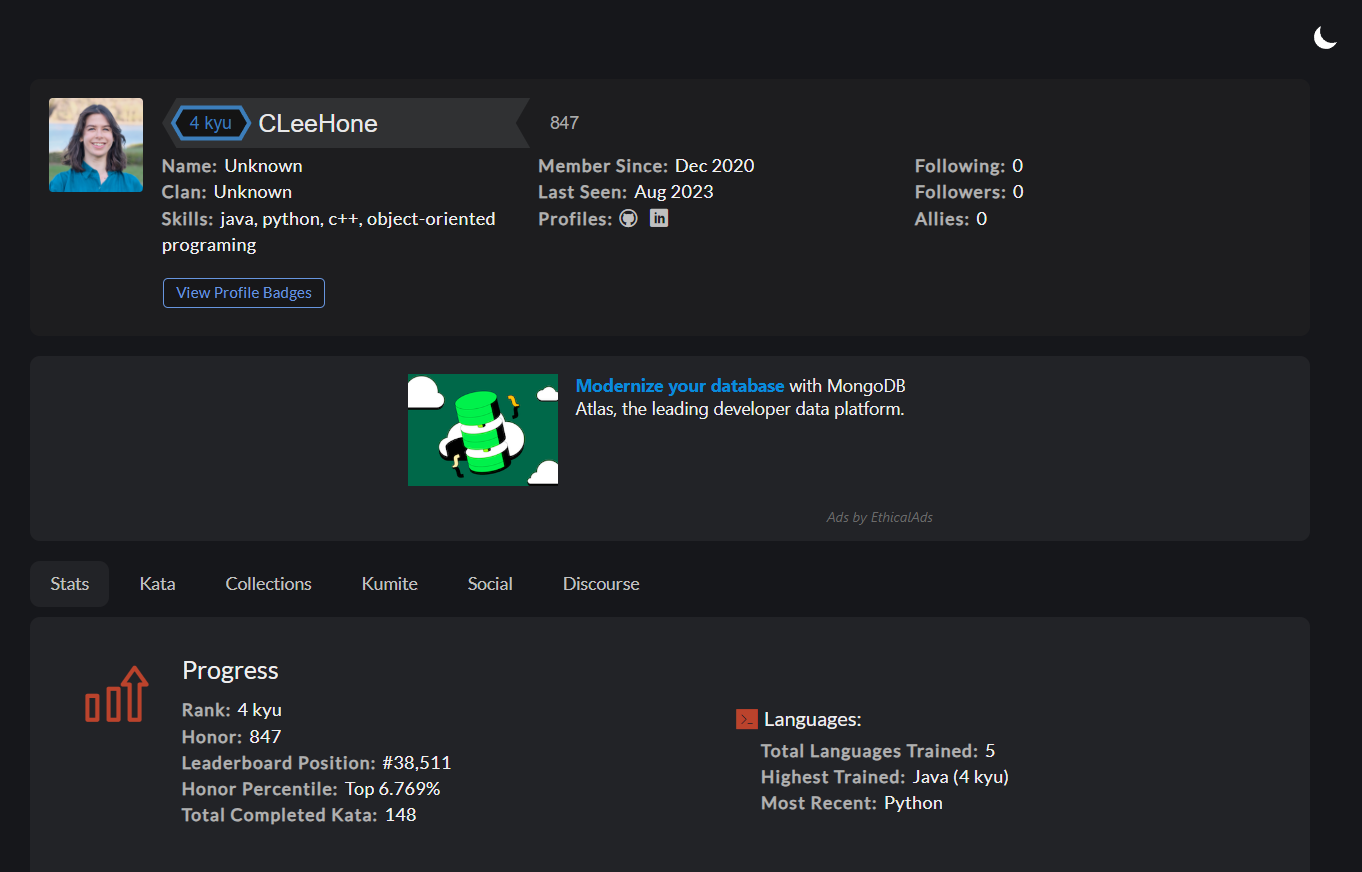 4 kyu CLeeHone 847
Name: Unknown
Clan: Unknown
Skills: java, python, c++, object-oriented
programing
Member Since: Dec 2020
Last Seen: Aug 2023
Profiles: in
Following: 0
Followers: 0
Allies: 0
View Profile Badges
Modernize your database with MongoDB
Atlas, the leading developer data platform.
Ads by EthicalAds
Stats Kata Collections Kumite Social Discourse
Progress
Rank: 4 kyu
Honor: 847
Leaderboard Position: #38,511
Honor Percentile: Top 6.769%
Total Completed Kata: 148
>_ Languages:
Total Languages Trained: 5
Highest Trained: Java (4 kyu)
Most Recent: Python